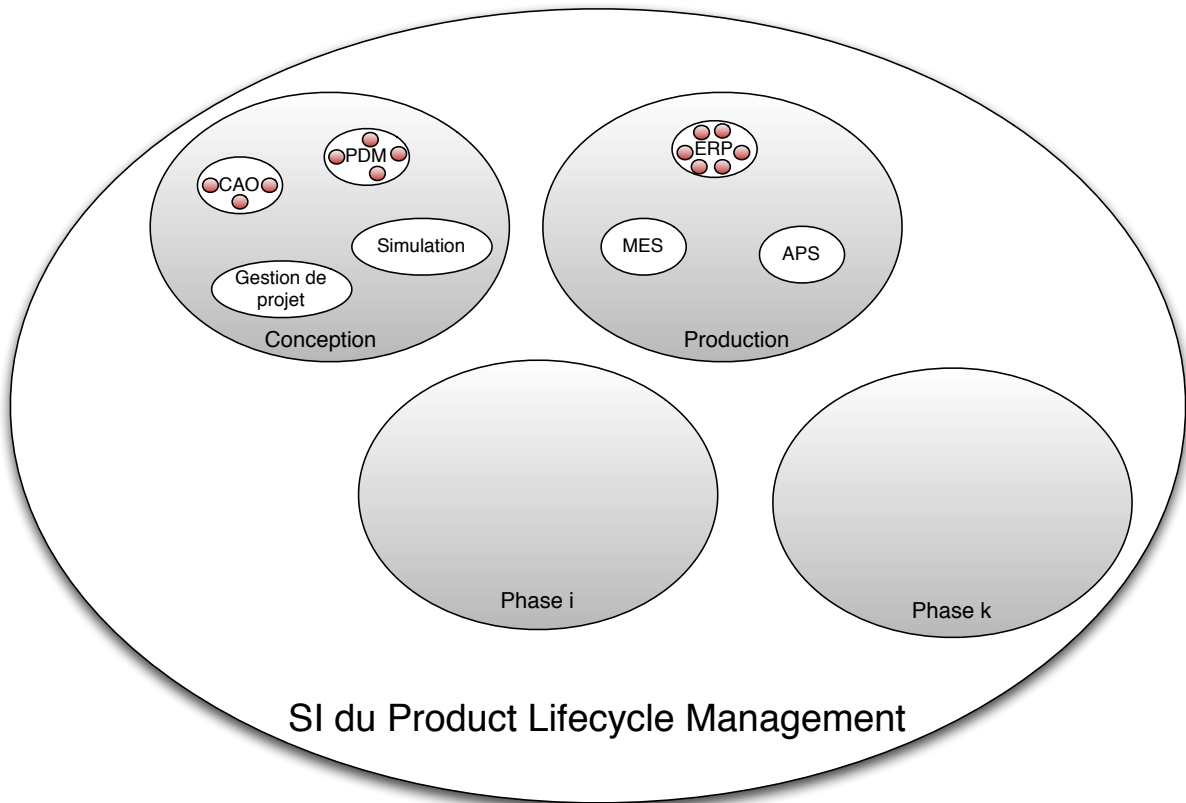 PDM
CAO
Simulation
Gestion de
projet
Conception
ERP
MES
APS
Production
Phase i
Phase k
SI du Product Lifecycle Management